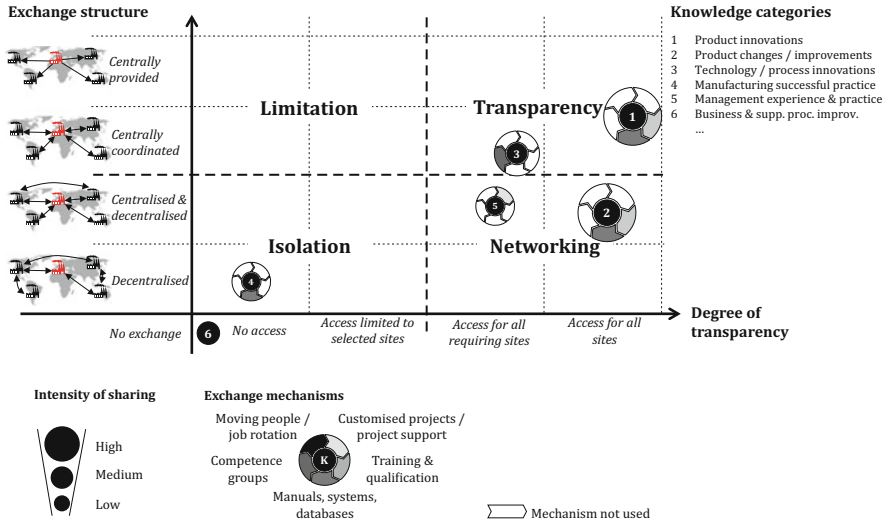 Exchange structure
Knowledge categories
Centrally
provided
1 Product innovations
2 Product changes / improvements
3 Technology / process innovations
4 Manufacturing successful practice
5 Management experience & practice
6 Business & supp. proc. improv.
...
Limitation
Transparency
1
Centrally
coordinated
3
Centralised &
decentralised
5
2
Isolation
Networking
Decentralised
4
No exchange
6
No access
Access limited to
selected sites
Access for all
requiring sites
Access for all
sites
Degree of
transparency
Intensity of sharing
High
Medium
Low
Exchange mechanisms
Moving people /
job rotation
Customised projects /
project support
K
Competence
groups
Training &
qualification
Manuals, systems,
databases
Mechanism not used